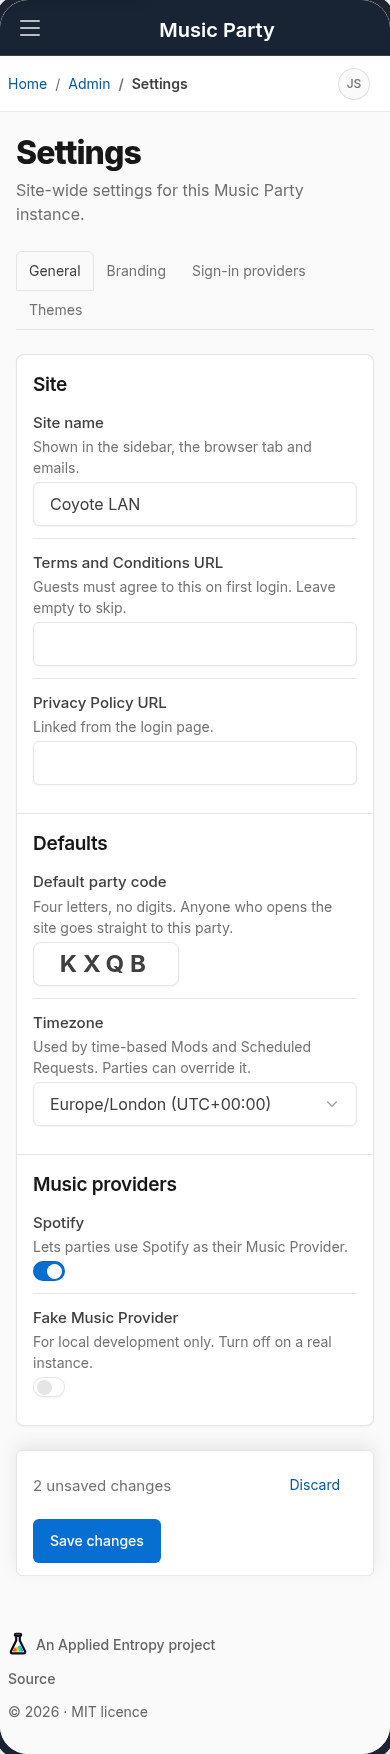 Music Party
Home / Admin / Settings
JS
Settings
Site-wide settings for this Music Party
instance.
General
Branding
Sign-in providers
Themes
Site
Site name
Shown in the sidebar, the browser tab and
emails.
Coyote LAN
Terms and Conditions URL
Guests must agree to this on first login. Leave
empty to skip.
Privacy Policy URL
Linked from the login page.
Defaults
Default party code
Four letters, no digits. Anyone who opens the
site goes straight to this party.
KXQB
Timezone
Used by time-based Mods and Scheduled
Requests. Parties can override it.
Europe/London (UTC+00:00)
Music providers
Spotify
Lets parties use Spotify as their Music Provider.
Fake Music Provider
For local development only. Turn off on a real
instance.
2 unsaved changes
Discard
Save changes
An Applied Entropy project
Source
© 2026 · MIT licence